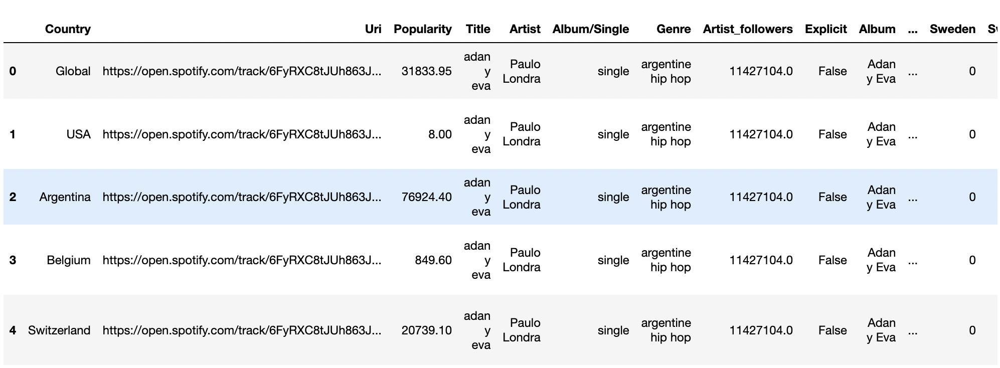 Country Uri Popularity Title Artist Album/Single Genre Artist_followers Explicit Album ... Sweden
0 Global https://open.spotify.com/track/6FyRXC8tJUh863J... 31833.95 adan y eva Paulo Londra single argentine hip hop 11427104.0 False Adan y Eva ... 0
1 USA https://open.spotify.com/track/6FyRXC8tJUh863J... 8.00 adan y eva Paulo Londra single argentine hip hop 11427104.0 False Adan y Eva ... 0
2 Argentina https://open.spotify.com/track/6FyRXC8tJUh863J... 76924.40 adan y eva Paulo Londra single argentine hip hop 11427104.0 False Adan y Eva ... 0
3 Belgium https://open.spotify.com/track/6FyRXC8tJUh863J... 849.60 adan y eva Paulo Londra single argentine hip hop 11427104.0 False Adan y Eva ... 0
4 Switzerland https://open.spotify.com/track/6FyRXC8tJUh863J... 20739.10 adan y eva Paulo Londra single argentine hip hop 11427104.0 False Adan y Eva ... 0